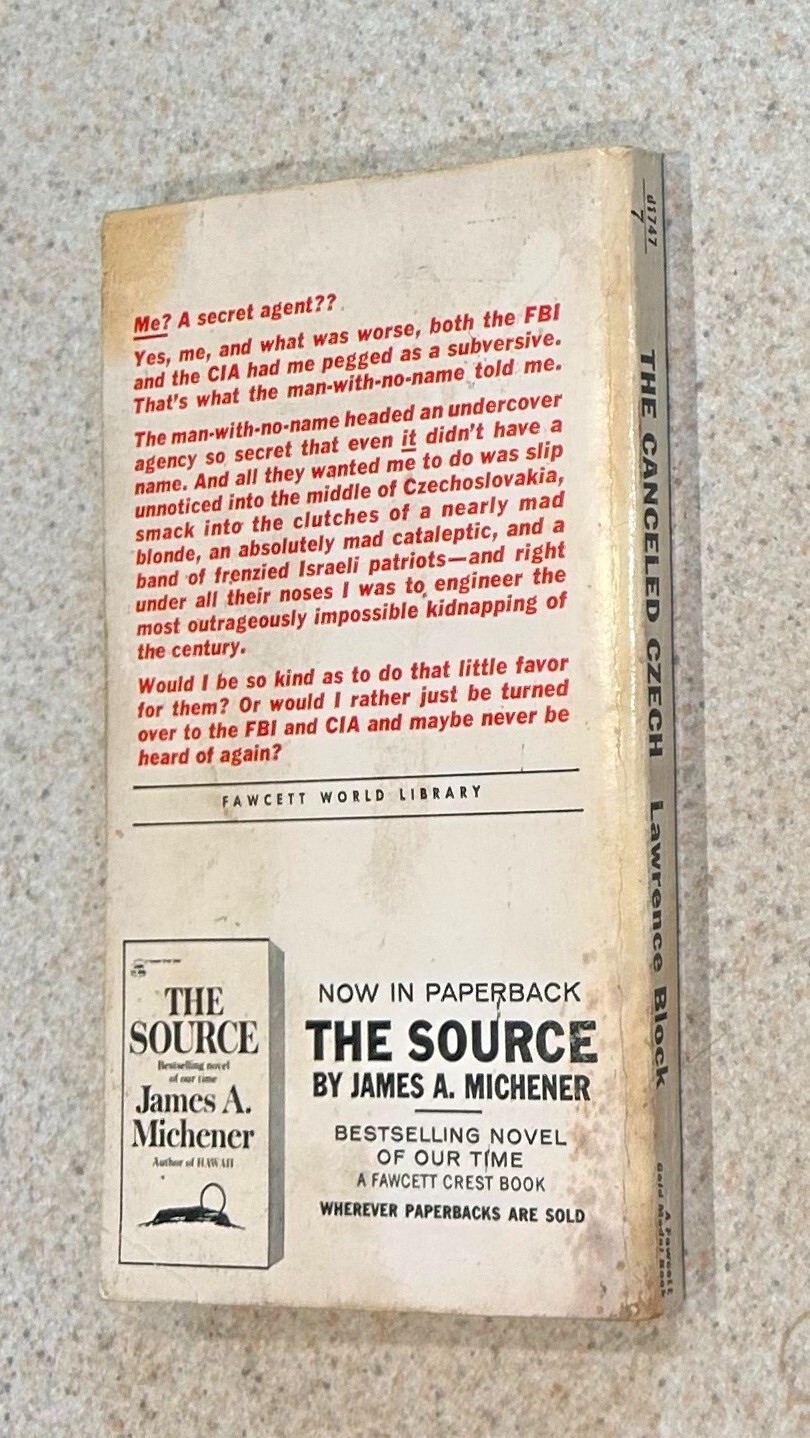 Me? A secret agent??
Yes, me, and what was worse, both the FBI
and the CIA had me pegged as a subversive.
That's what the man-with-no-name told me.
The man-with-no-name headed an undercover
agency so secret that even it didn't have a
name. And all they wanted me to do was slip
unnoticed into the middle of Czechoslovakia,
smack into the clutches of a nearly mad
blonde, an absolutely mad cataleptic, and a
band of frenzied Israeli patriots—and right
under all their noses I was to engineer the
most outrageously impossible kidnapping of
the century.
Would I be so kind as to do that little favor
for them? Or would I rather just be turned
over to the FBI and CIA and maybe never be
heard of again?
FAWCETT WORLD LIBRARY
THE
SOURCE
Bestselling novel
of our time
James A.
Michener
Author of HAWAII
NOW IN PAPERBACK
THE SOURCE
BY JAMES A. MICHENER
BESTSELLING NOVEL
OF OUR TIME
A FAWCETT CREST BOOK
WHEREVER PAPERBACKS ARE SOLD
d1747
7
THE CANCELED CZECH Lawrence Block
A Fawcett
Gold Medal Book